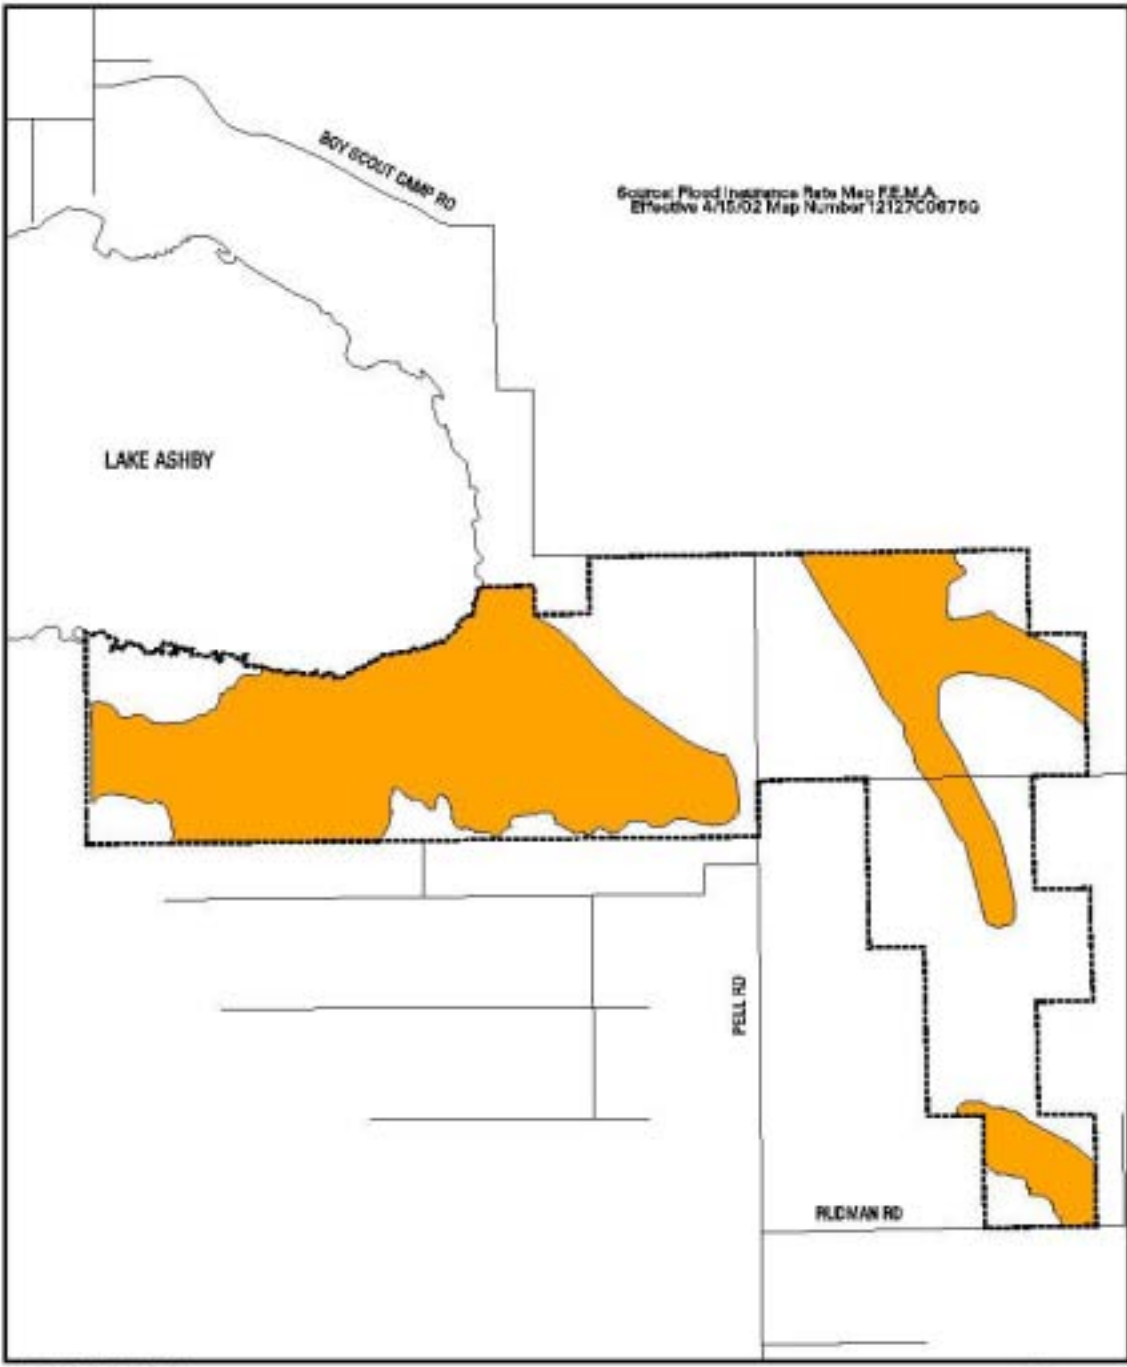 BOY SCOUT CAMP RD
Source: Flood Insurance Rate Map F.E.M.A.
Effective 4/15/02 Map Number 12127C0675G
LAKE ASHBY
PELL RD
RUDMAN RD